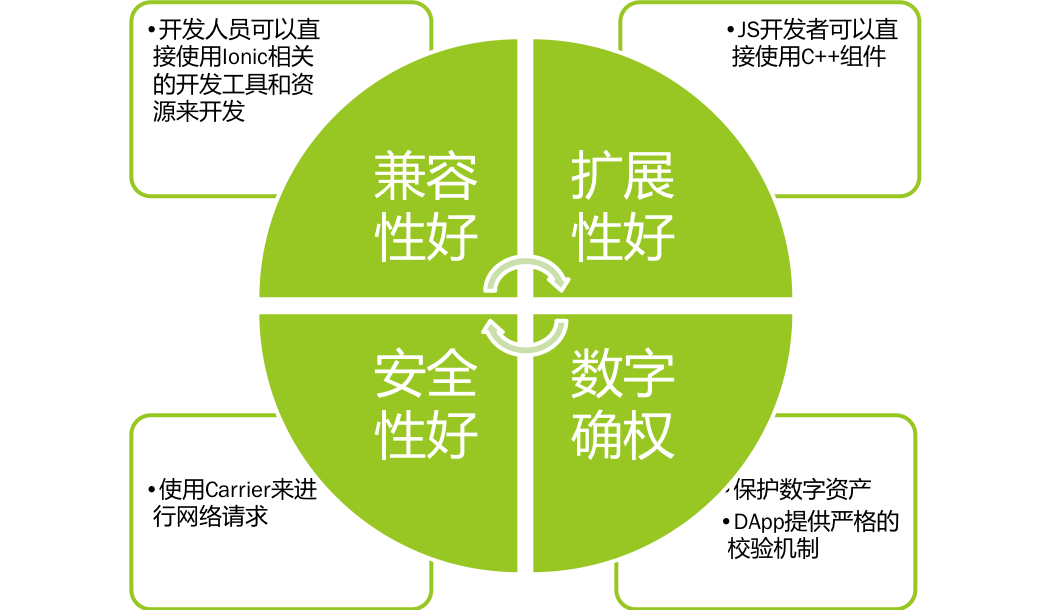 •开发人员可以直
接使用Ionic相关
的开发工具和资
源来开发
•JS开发者可以直
接使用C++组件
兼容
性好
扩展
性好
安全
性好
数字
确权
•使用Carrier来进
行网络请求
•保护数字资产
•DApp提供严格的
校验机制